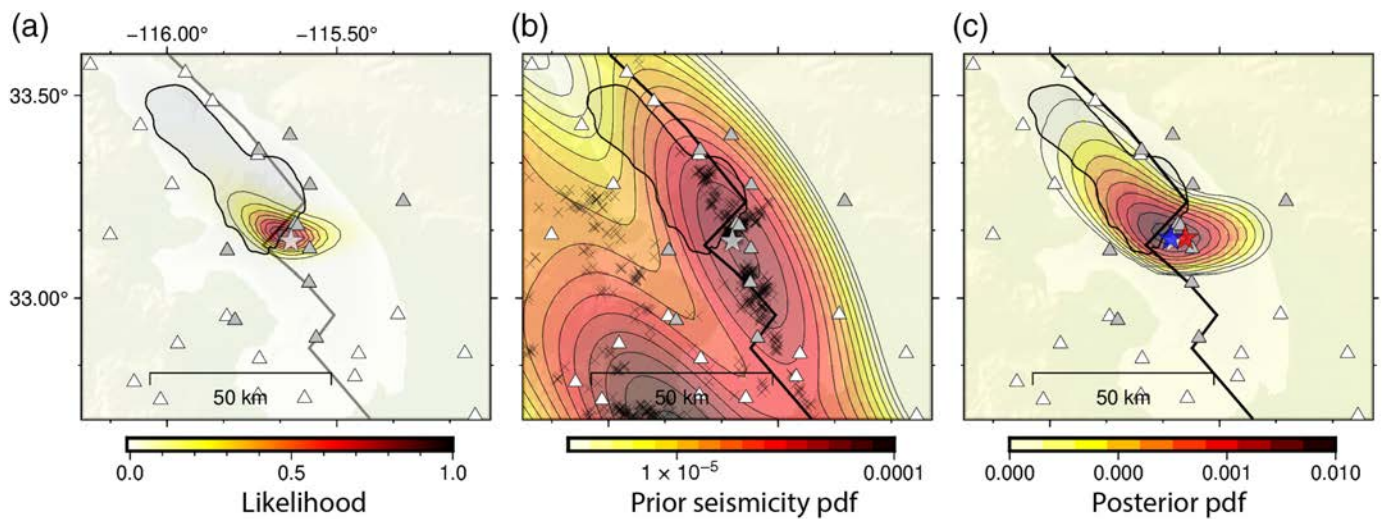 (a)
−116.00°
−115.50°
(b)
(c)
33.50°
33.00°
50 km
50 km
50 km
0.0
0.5
1.0
1 × 10⁻⁵
0.0001
0.000
0.000
0.001
0.010
Likelihood
Prior seismicity pdf
Posterior pdf